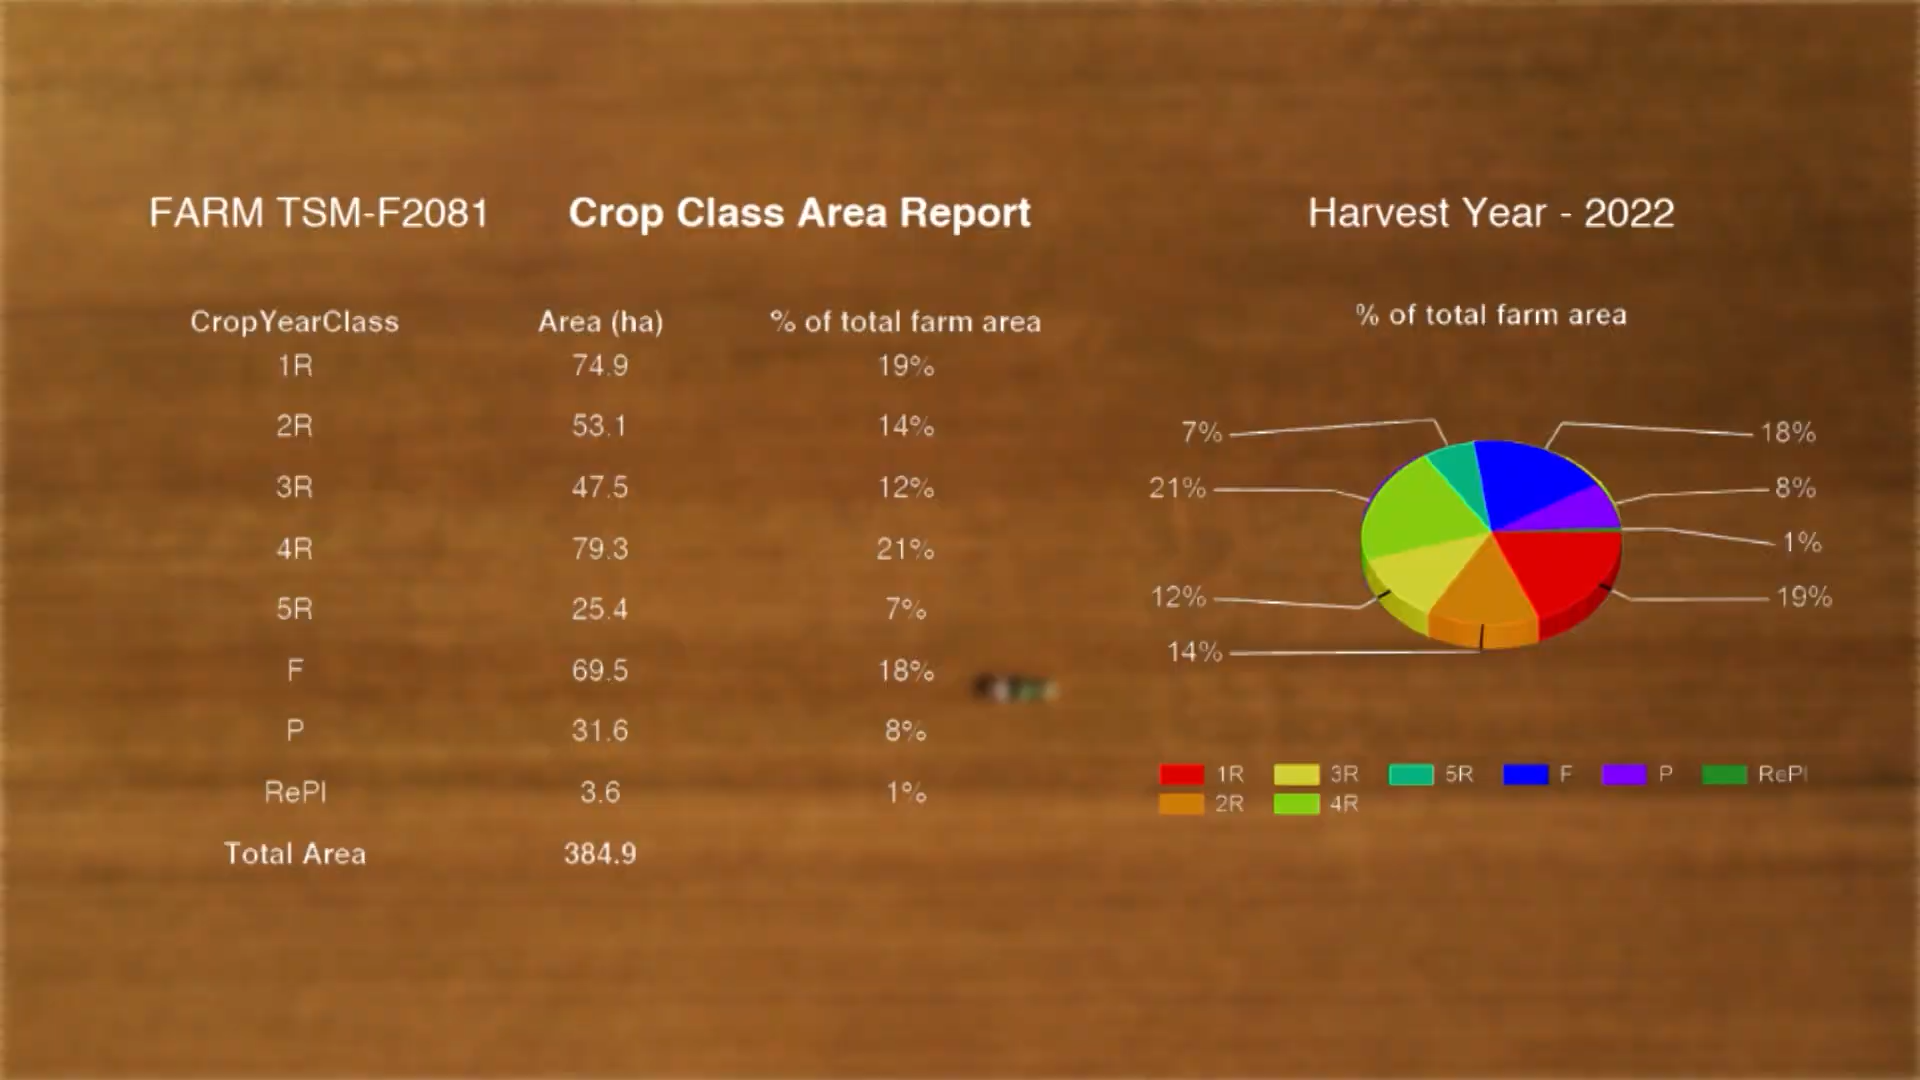 FARM TSM-F2081 Crop Class Area Report Harvest Year - 2022
CropYearClass Area (ha) % of total farm area
1R 74.9 19%
2R 53.1 14%
3R 47.5 12%
4R 79.3 21%
5R 25.4 7%
F 69.5 18%
P 31.6 8%
RePl 3.6 1%
Total Area 384.9
% of total farm area
7% 18%
21% 8%
1%
12% 19%
14%
1R 3R 5R F P RePl
2R 4R